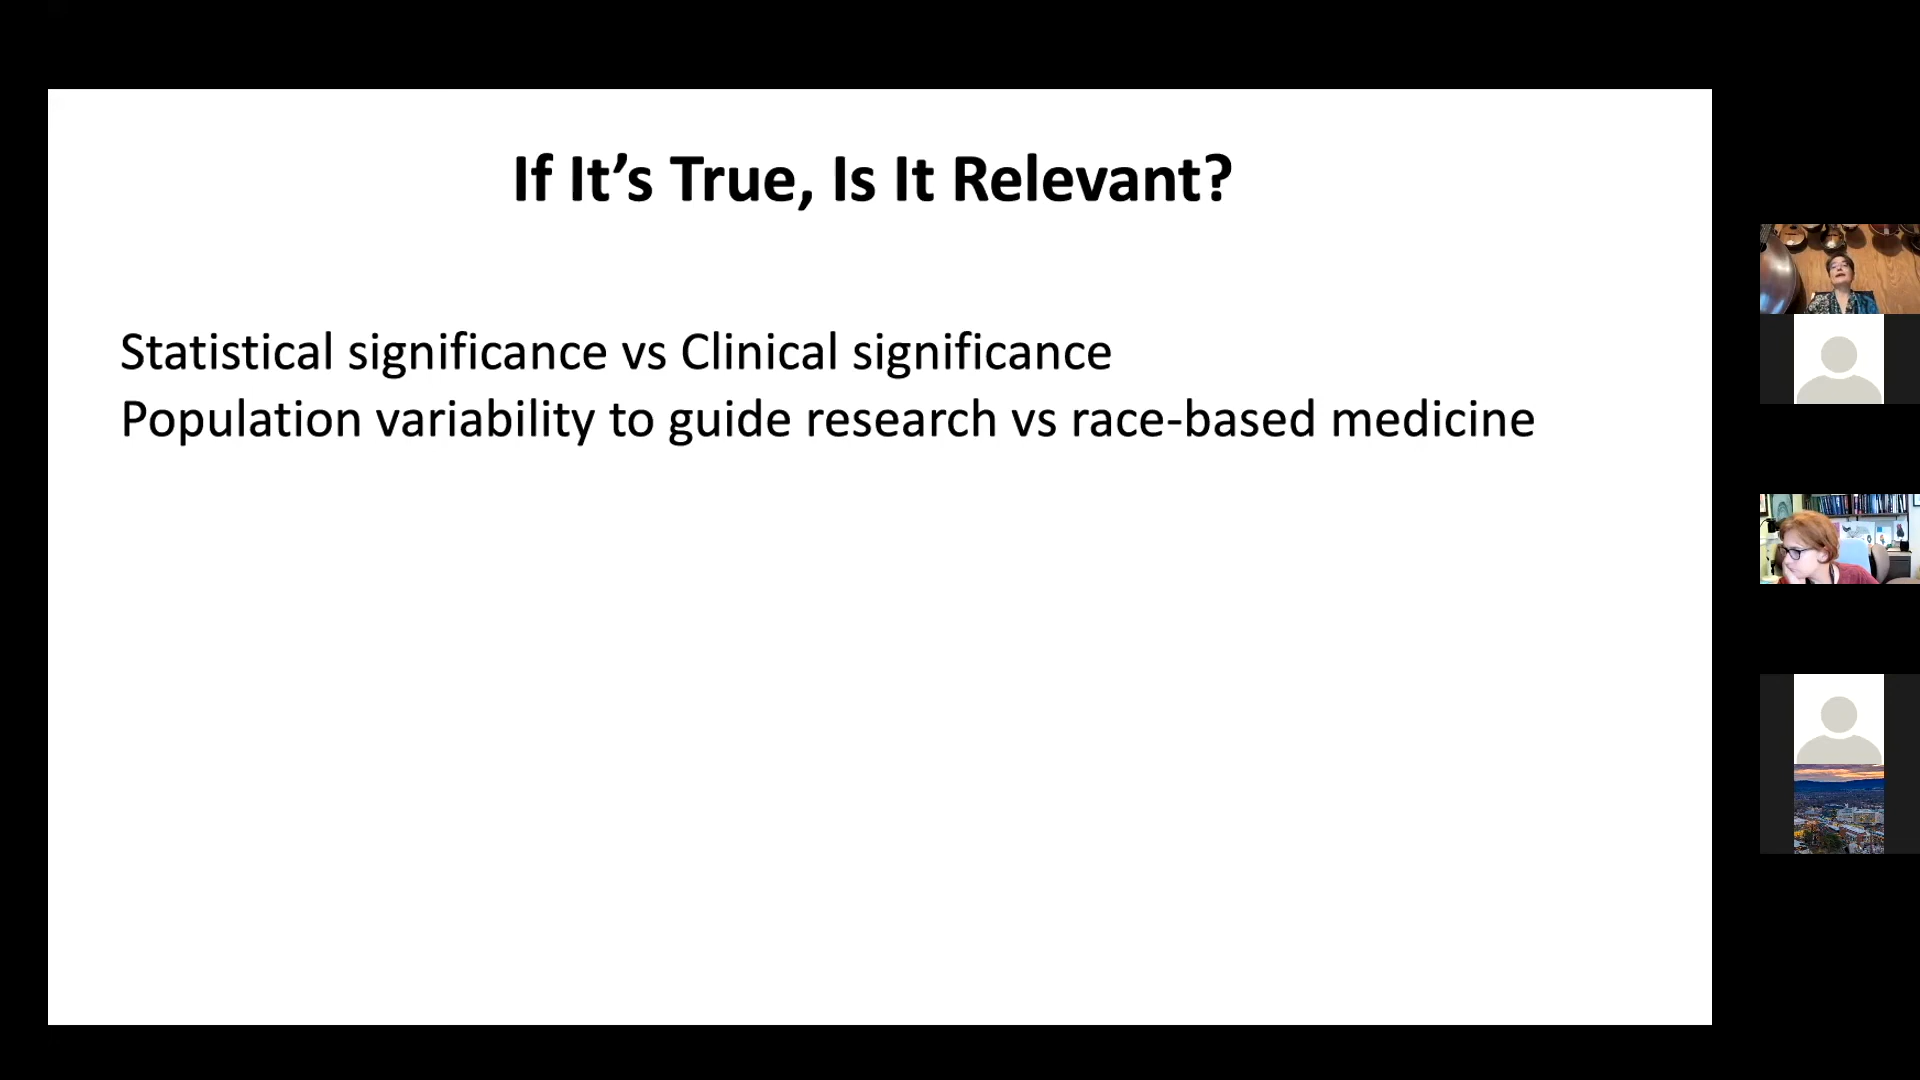 If It’s True, Is It Relevant?
Statistical significance vs Clinical significance
Population variability to guide research vs race-based medicine